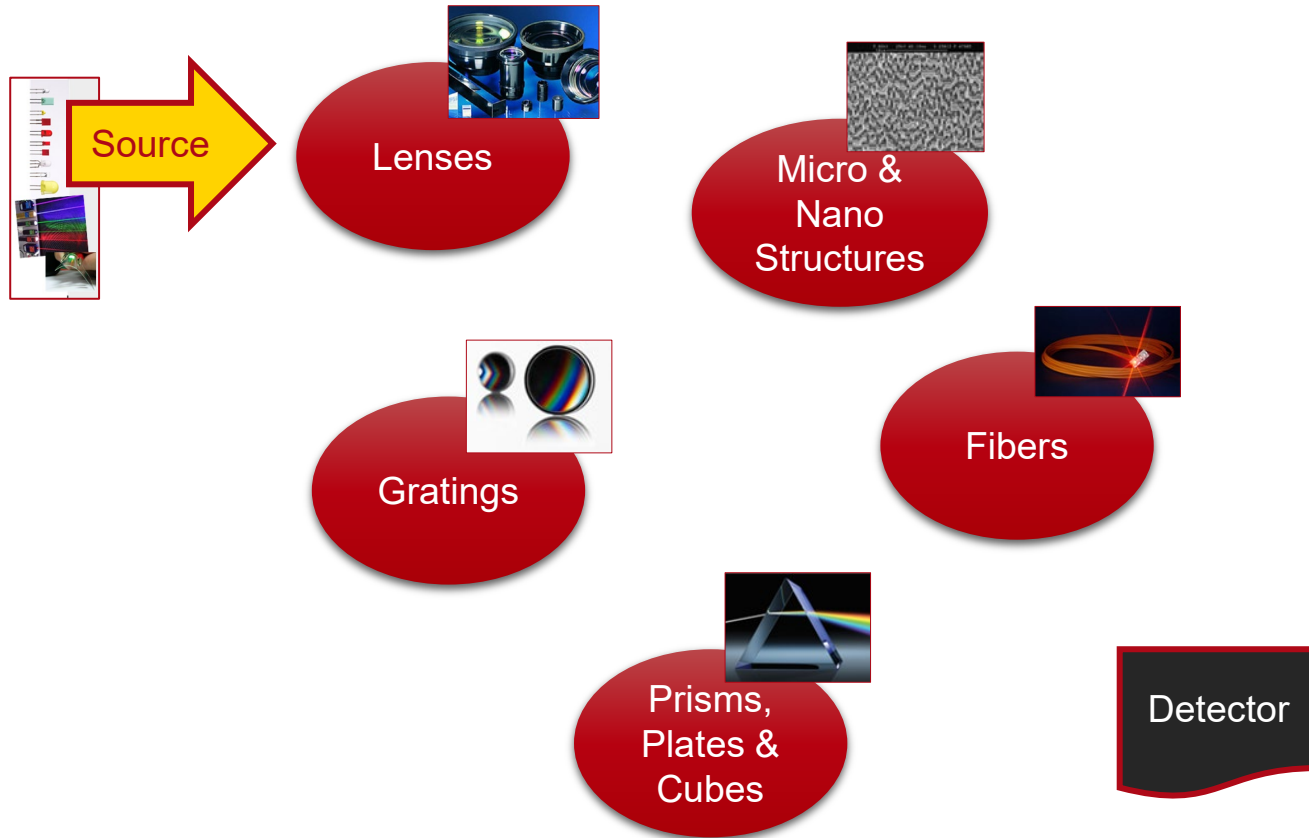 Source
Lenses
Micro &
Nano
Structures
Fibers
Gratings
Prisms,
Plates &
Cubes
Detector